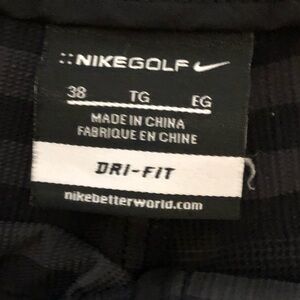 NIKEGOLF
38 TG EG
MADE IN CHINA
FABRIQUE EN CHINE
DRI-FIT
nikebetterworld.com